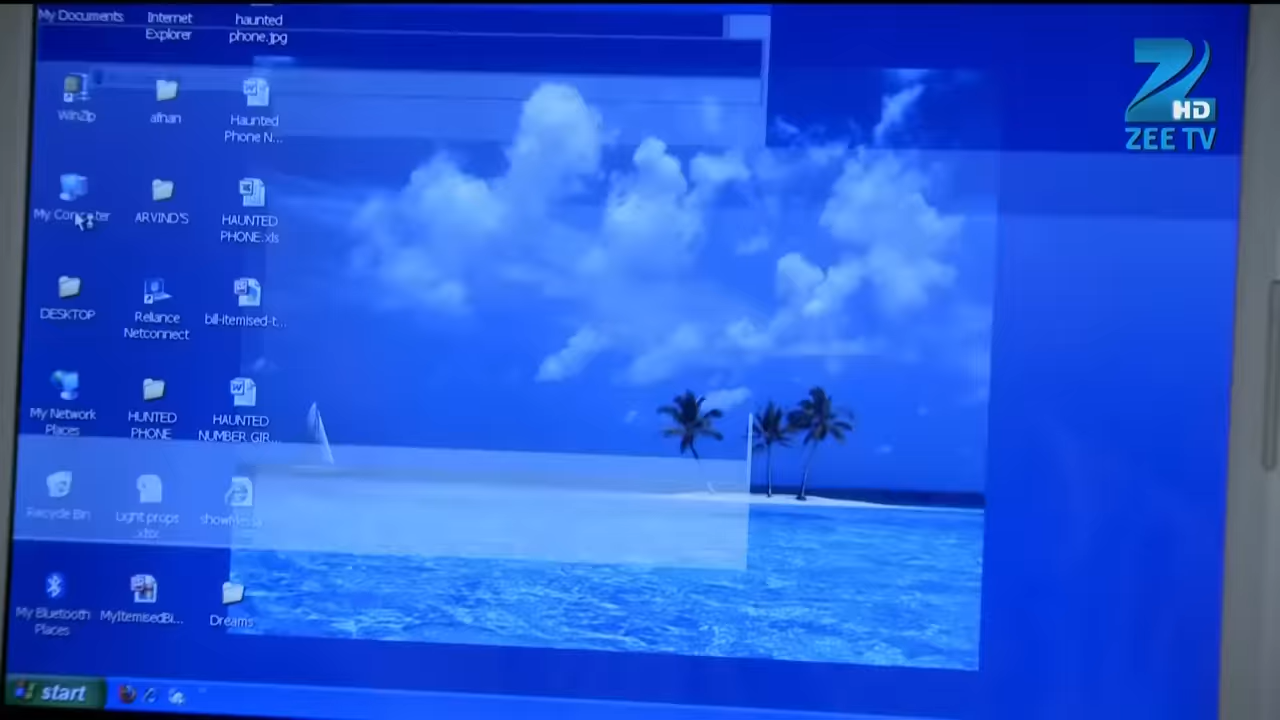 My Documents
Internet
Explorer
haunted
phone.jpg
WinZip
afhan
Haunted
Phone N...
My Computer
ARVIND'S
HAUNTED
PHONE.xls
DESKTOP
Reliance
Netconnect
bill-itemised-t...
My Network
Places
HUNTED
PHONE
HAUNTED
NUMBER GIR...
Recycle Bin
Light props
.xlsx
My Bluetooth
Places
MyItemisedBi...
Dreams
start
HD
ZEE TV